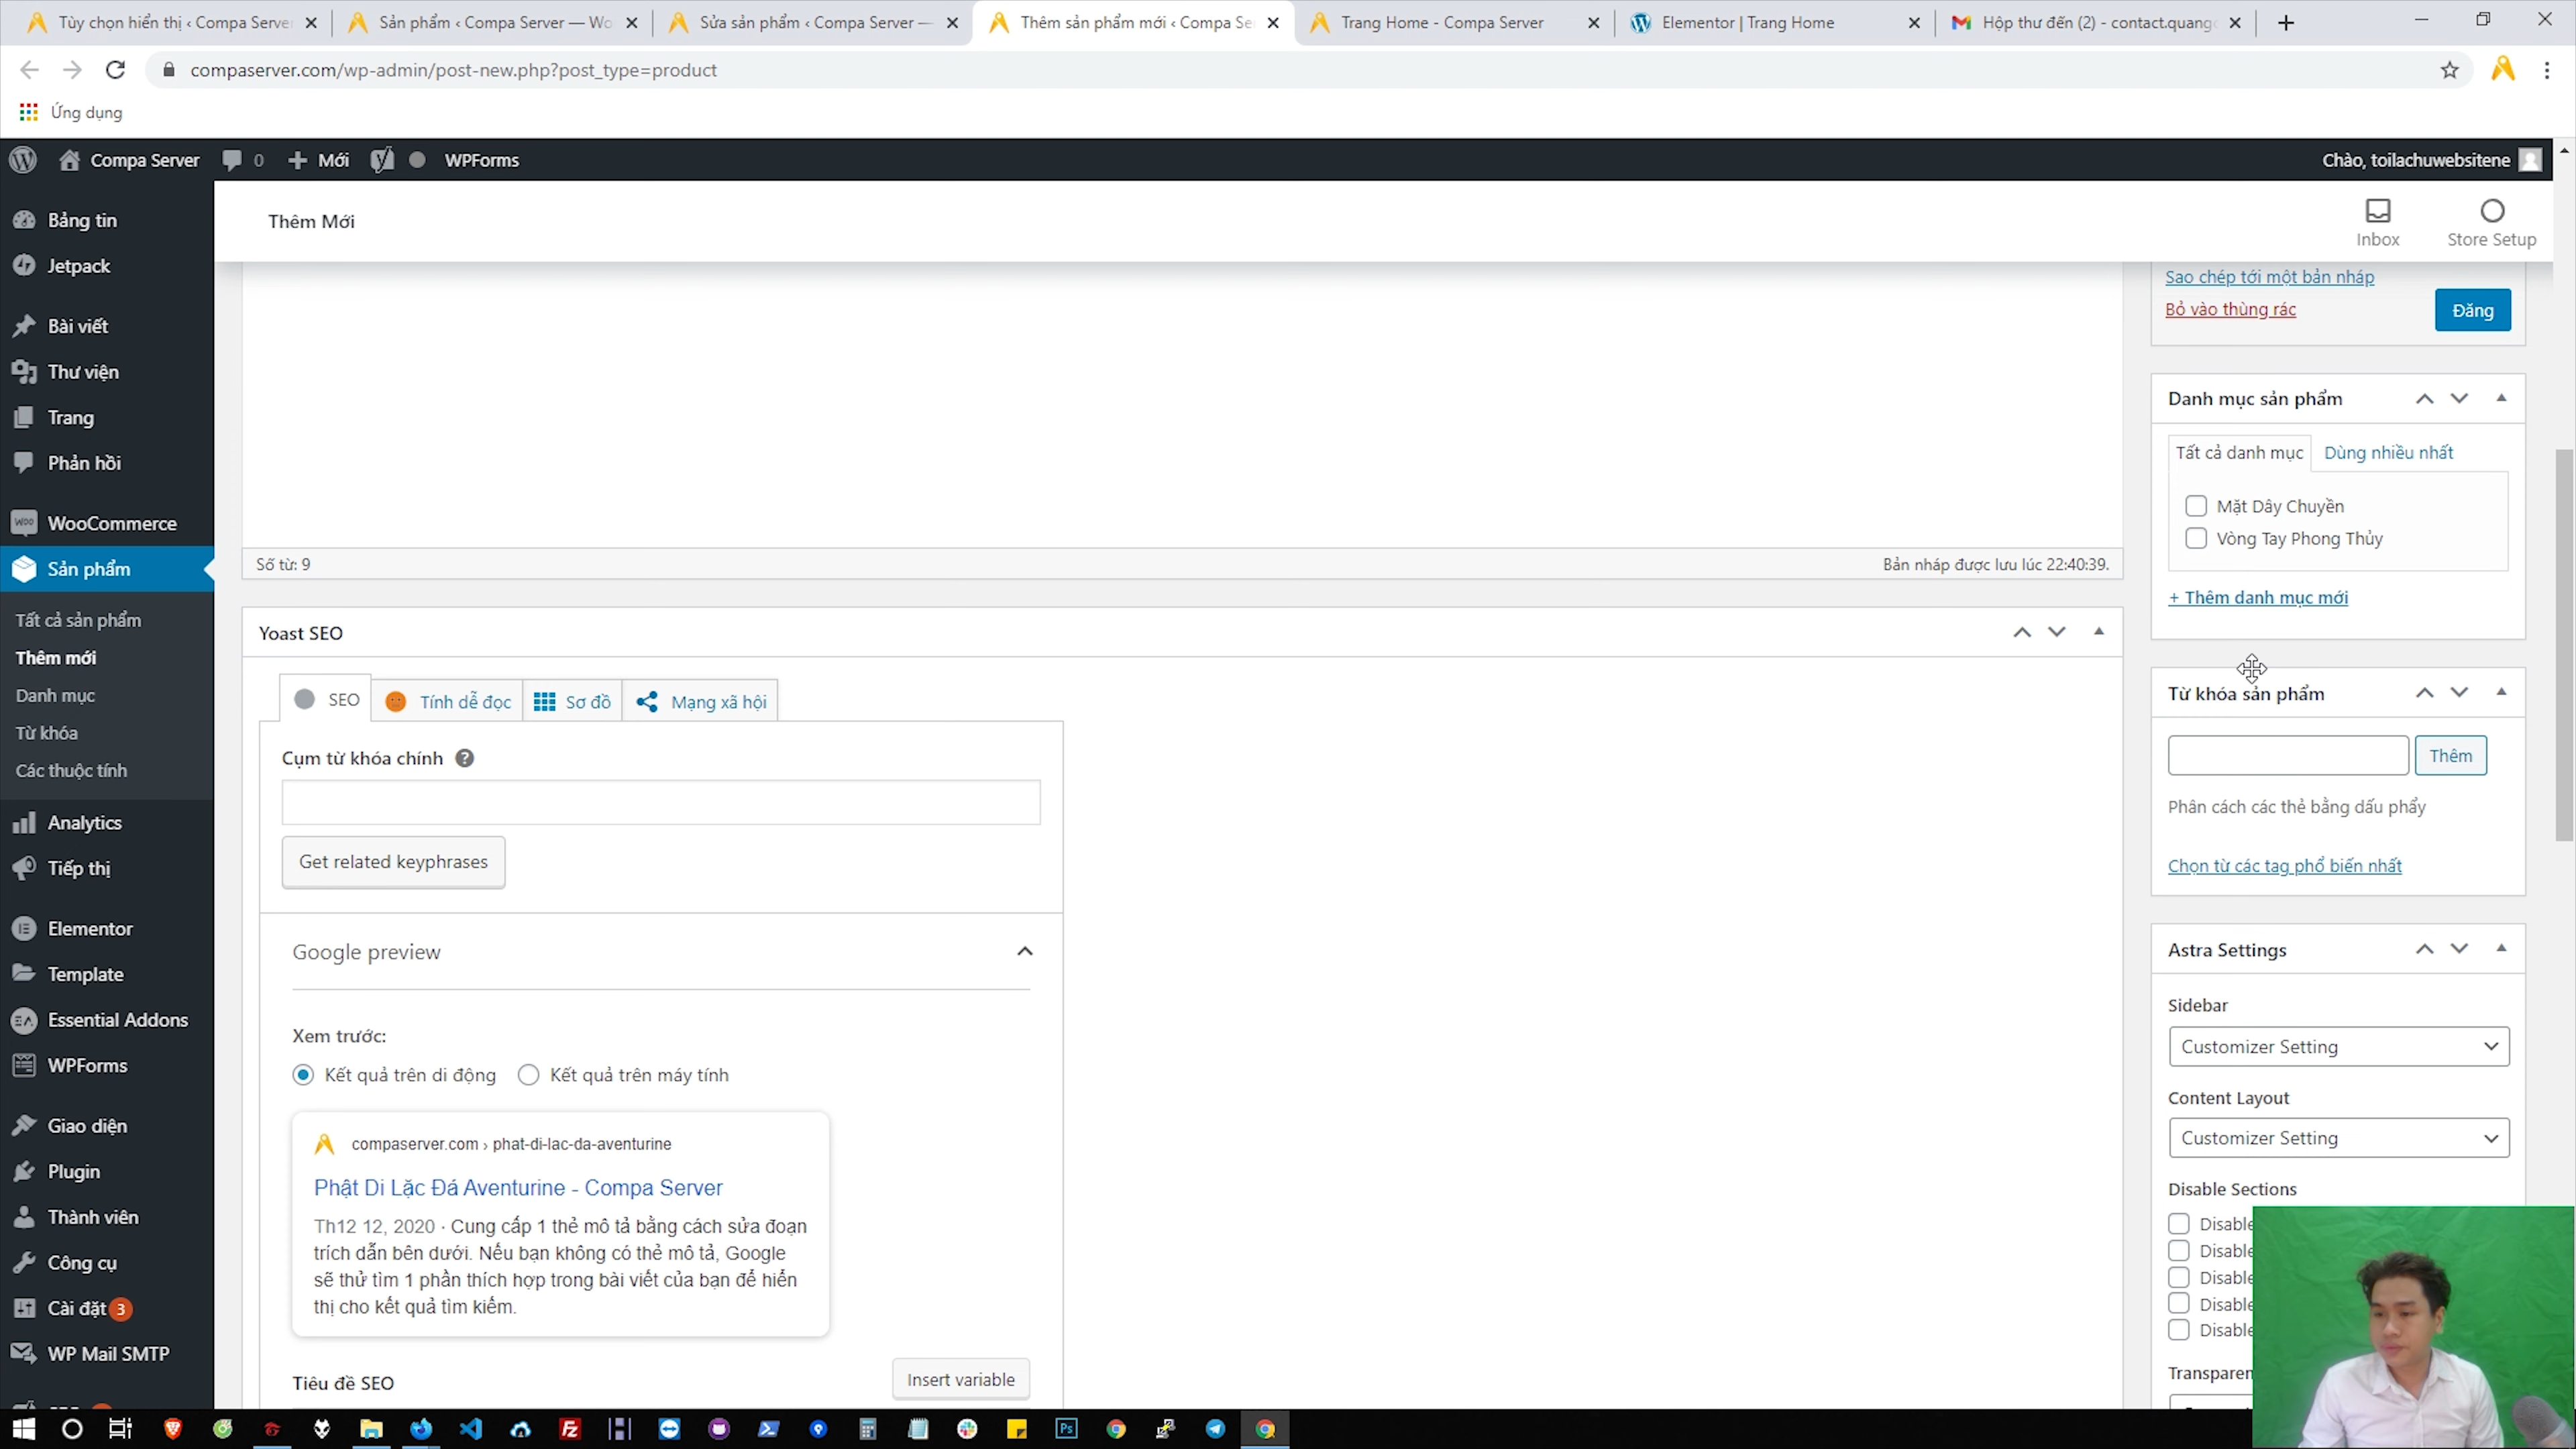 Tùy chọn hiển thị ‹ Compa Server
Sản phẩm ‹ Compa Server — Wo
Sửa sản phẩm ‹ Compa Server —
Thêm sản phẩm mới ‹ Compa Se
Trang Home - Compa Server
Elementor | Trang Home
Hộp thư đến (2) - contact.quang
compaserver.com/wp-admin/post-new.php?post_type=product
Ứng dụng
Compa Server
0
Mới
WPForms
Chào, toilachuwebsitene
Bảng tin
Jetpack
Bài viết
Thư viện
Trang
Phản hồi
WooCommerce
Sản phẩm
Tất cả sản phẩm
Thêm mới
Danh mục
Từ khóa
Các thuộc tính
Analytics
Tiếp thị
Elementor
Template
Essential Addons
WPForms
Giao diện
Plugin
Thành viên
Công cụ
Cài đặt 3
WP Mail SMTP
Thêm Mới
Inbox
Store Setup
Số từ: 9
Bản nháp được lưu lúc 22:40:39.
Yoast SEO
SEO
Tính dễ đọc
Sơ đồ
Mạng xã hội
Cụm từ khóa chính
Get related keyphrases
Google preview
Xem trước:
Kết quả trên di động
Kết quả trên máy tính
compaserver.com › phat-di-lac-da-aventurine
Phật Di Lặc Đá Aventurine - Compa Server
Th12 12, 2020 · Cung cấp 1 thẻ mô tả bằng cách sửa đoạn
trích dẫn bên dưới. Nếu bạn không có thẻ mô tả, Google
sẽ thử tìm 1 phần thích hợp trong bài viết của bạn để hiển
thị cho kết quả tìm kiếm.
Tiêu đề SEO
Insert variable
Sao chép tới một bản nháp
Bỏ vào thùng rác
Đăng
Danh mục sản phẩm
Tất cả danh mục
Dùng nhiều nhất
Mặt Dây Chuyền
Vòng Tay Phong Thủy
+ Thêm danh mục mới
Từ khóa sản phẩm
Thêm
Phân cách các thẻ bằng dấu phẩy
Chọn từ các tag phổ biến nhất
Astra Settings
Sidebar
Customizer Setting
Content Layout
Customizer Setting
Disable Sections
Disable
Disable
Disable
Disable
Disable
Transparen